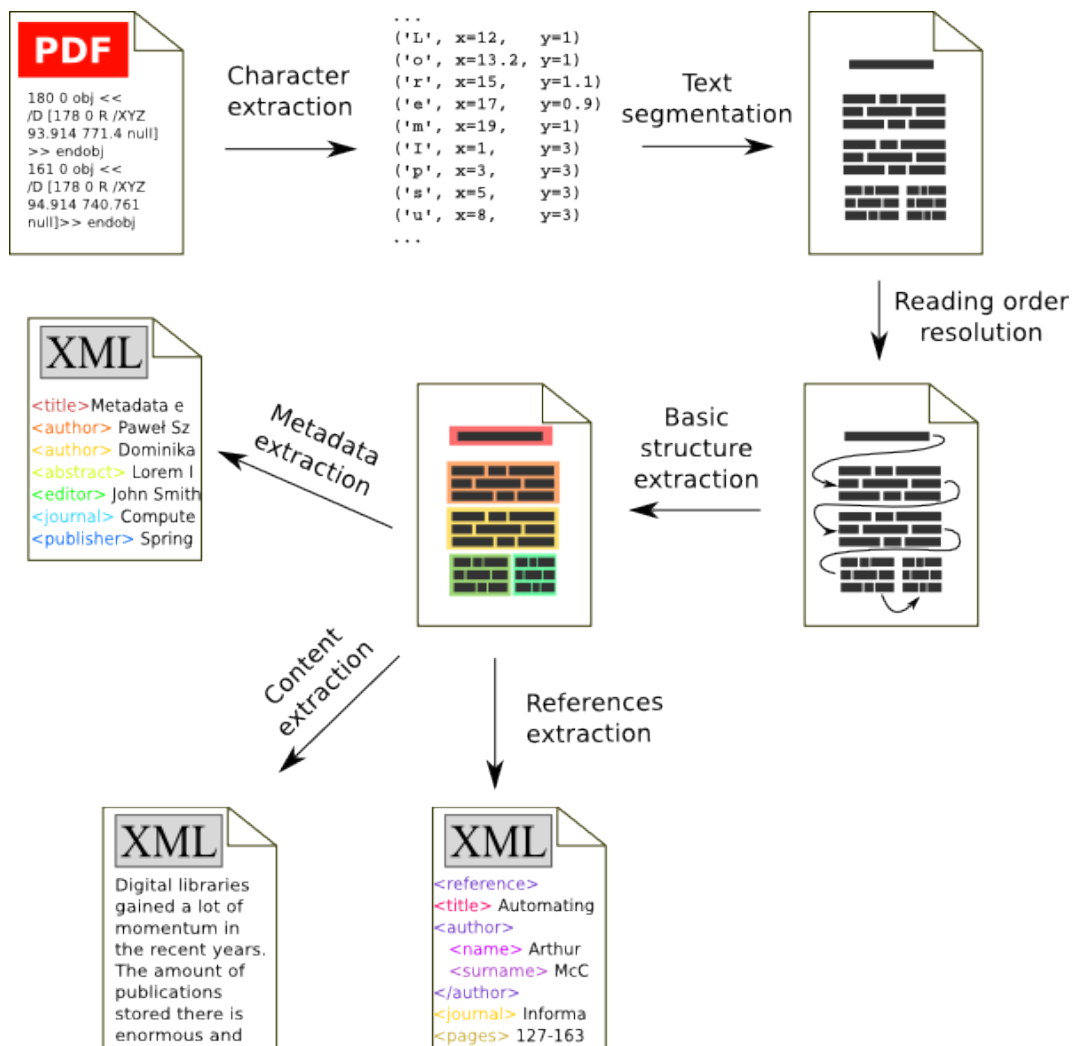 PDF
180 0 obj <<
/D [178 0 R /XYZ
93.914 771.4 null]
>> endobj
161 0 obj <<
/D [178 0 R /XYZ
94.914 740.761
null]>> endobj
Character
extraction
...
('L', x=12, y=1)
('o', x=13.2, y=1)
('r', x=15, y=1.1)
('e', x=17, y=0.9)
('m', x=19, y=1)
('I', x=1, y=3)
('p', x=3, y=3)
('s', x=5, y=3)
('u', x=8, y=3)
...
Text
segmentation
Reading order
resolution
Basic
structure
extraction
Metadata
extraction
XML
<title>Metadata e
<author> Paweł Sz
<author> Dominika
<abstract> Lorem I
<editor> John Smith
<journal> Compute
<publisher> Spring
Content
extraction
References
extraction
XML
Digital libraries
gained a lot of
momentum in
the recent years.
The amount of
publications
stored there is
enormous and
XML
<reference>
<title> Automating
<author>
<name> Arthur
<surname> McC
</author>
<journal> Informa
<pages> 127-163